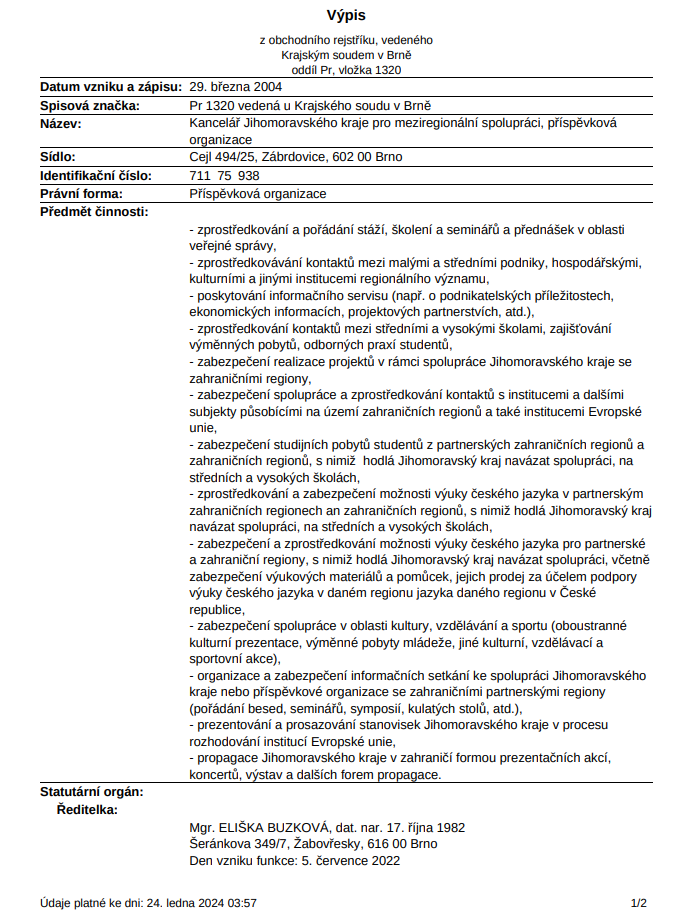 Výpis
z obchodního rejstříku, vedeného
Krajským soudem v Brně
oddíl Pr, vložka 1320
Datum vzniku a zápisu: 29. března 2004
Spisová značka: Pr 1320 vedená u Krajského soudu v Brně
Název: Kancelář Jihomoravského kraje pro meziregionální spolupráci, příspěvková
organizace
Sídlo: Cejl 494/25, Zábrdovice, 602 00 Brno
Identifikační číslo: 711 75 938
Právní forma: Příspěvková organizace
Předmět činnosti:
- zprostředkování a pořádání stáží, školení a seminářů a přednášek v oblasti
veřejné správy,
- zprostředkovávání kontaktů mezi malými a středními podniky, hospodářskými,
kulturními a jinými institucemi regionálního významu,
- poskytování informačního servisu (např. o podnikatelských příležitostech,
ekonomických informacích, projektových partnerstvích, atd.),
- zprostředkování kontaktů mezi středními a vysokými školami, zajišťování
výměnných pobytů, odborných praxí studentů,
- zabezpečení realizace projektů v rámci spolupráce Jihomoravského kraje se
zahraničními regiony,
- zabezpečení spolupráce a zprostředkování kontaktů s institucemi a dalšími
subjekty působícími na území zahraničních regionů a také institucemi Evropské
unie,
- zabezpečení studijních pobytů studentů z partnerských zahraničních regionů a
zahraničních regionů, s nimiž hodlá Jihomoravský kraj navázat spolupráci, na
středních a vysokých školách,
- zprostředkování a zabezpečení možnosti výuky českého jazyka v partnerským
zahraničních regionech an zahraničních regionů, s nimiž hodlá Jihomoravský kraj
navázat spolupráci, na středních a vysokých školách,
- zabezpečení a zprostředkování možnosti výuky českého jazyka pro partnerské
a zahraniční regiony, s nimiž hodlá Jihomoravský kraj navázat spolupráci, včetně
zabezpečení výukových materiálů a pomůcek, jejich prodej za účelem podpory
výuky českého jazyka v daném regionu jazyka daného regionu v České
republice,
- zabezpečení spolupráce v oblasti kultury, vzdělávání a sportu (oboustranné
kulturní prezentace, výměnné pobyty mládeže, jiné kulturní, vzdělávací a
sportovní akce),
- organizace a zabezpečení informačních setkání ke spolupráci Jihomoravského
kraje nebo příspěvkové organizace se zahraničními partnerskými regiony
(pořádání besed, seminářů, symposií, kulatých stolů, atd.),
- prezentování a prosazování stanovisek Jihomoravského kraje v procesu
rozhodování institucí Evropské unie,
- propagace Jihomoravského kraje v zahraničí formou prezentačních akcí,
koncertů, výstav a dalších forem propagace.
Statutární orgán:
Ředitelka:
Mgr. ELIŠKA BUZKOVÁ, dat. nar. 17. října 1982
Šeránkova 349/7, Žabovřesky, 616 00 Brno
Den vzniku funkce: 5. července 2022
Údaje platné ke dni: 24. ledna 2024 03:57 1/2